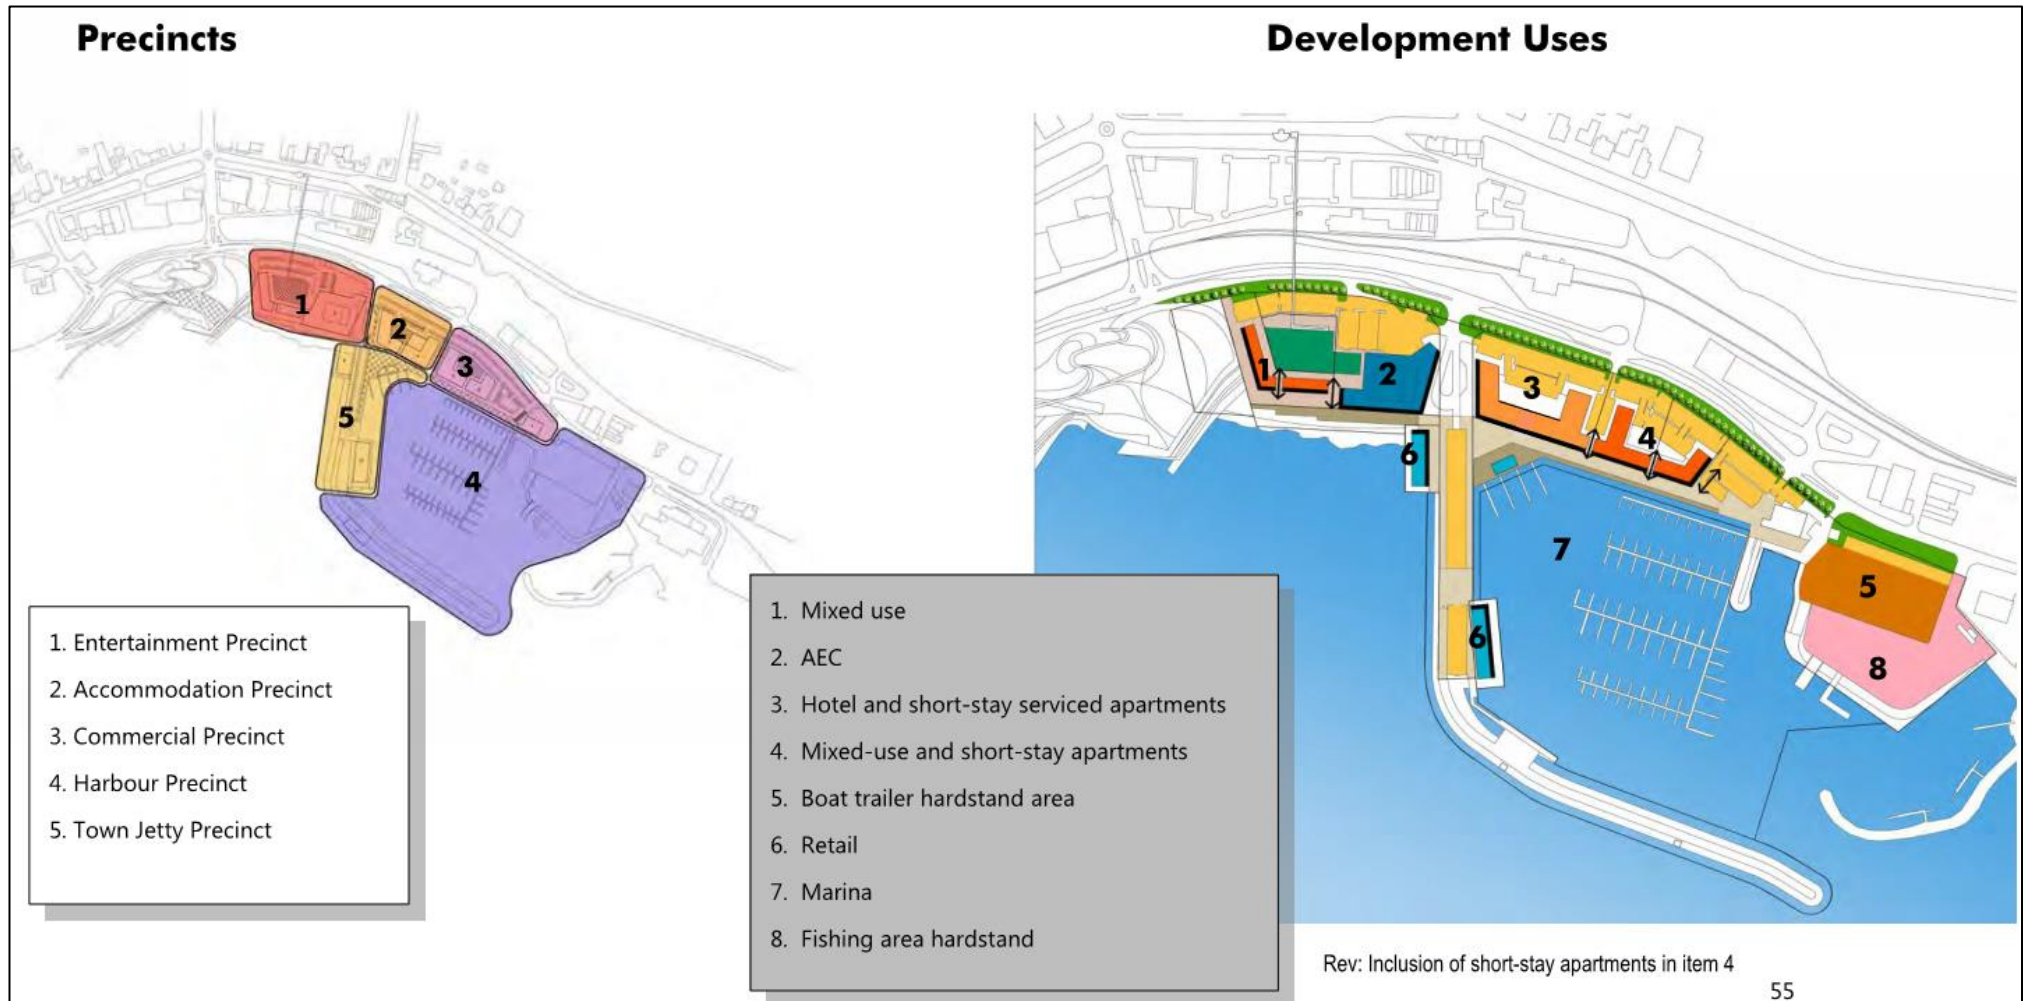 Precincts
Development Uses
1
2
3
4
5
1
2
3
4
5
6
6
7
8
1. Entertainment Precinct
2. Accommodation Precinct
3. Commercial Precinct
4. Harbour Precinct
5. Town Jetty Precinct
1. Mixed use
2. AEC
3. Hotel and short-stay serviced apartments
4. Mixed-use and short-stay apartments
5. Boat trailer hardstand area
6. Retail
7. Marina
8. Fishing area hardstand
Rev: Inclusion of short-stay apartments in item 4
55